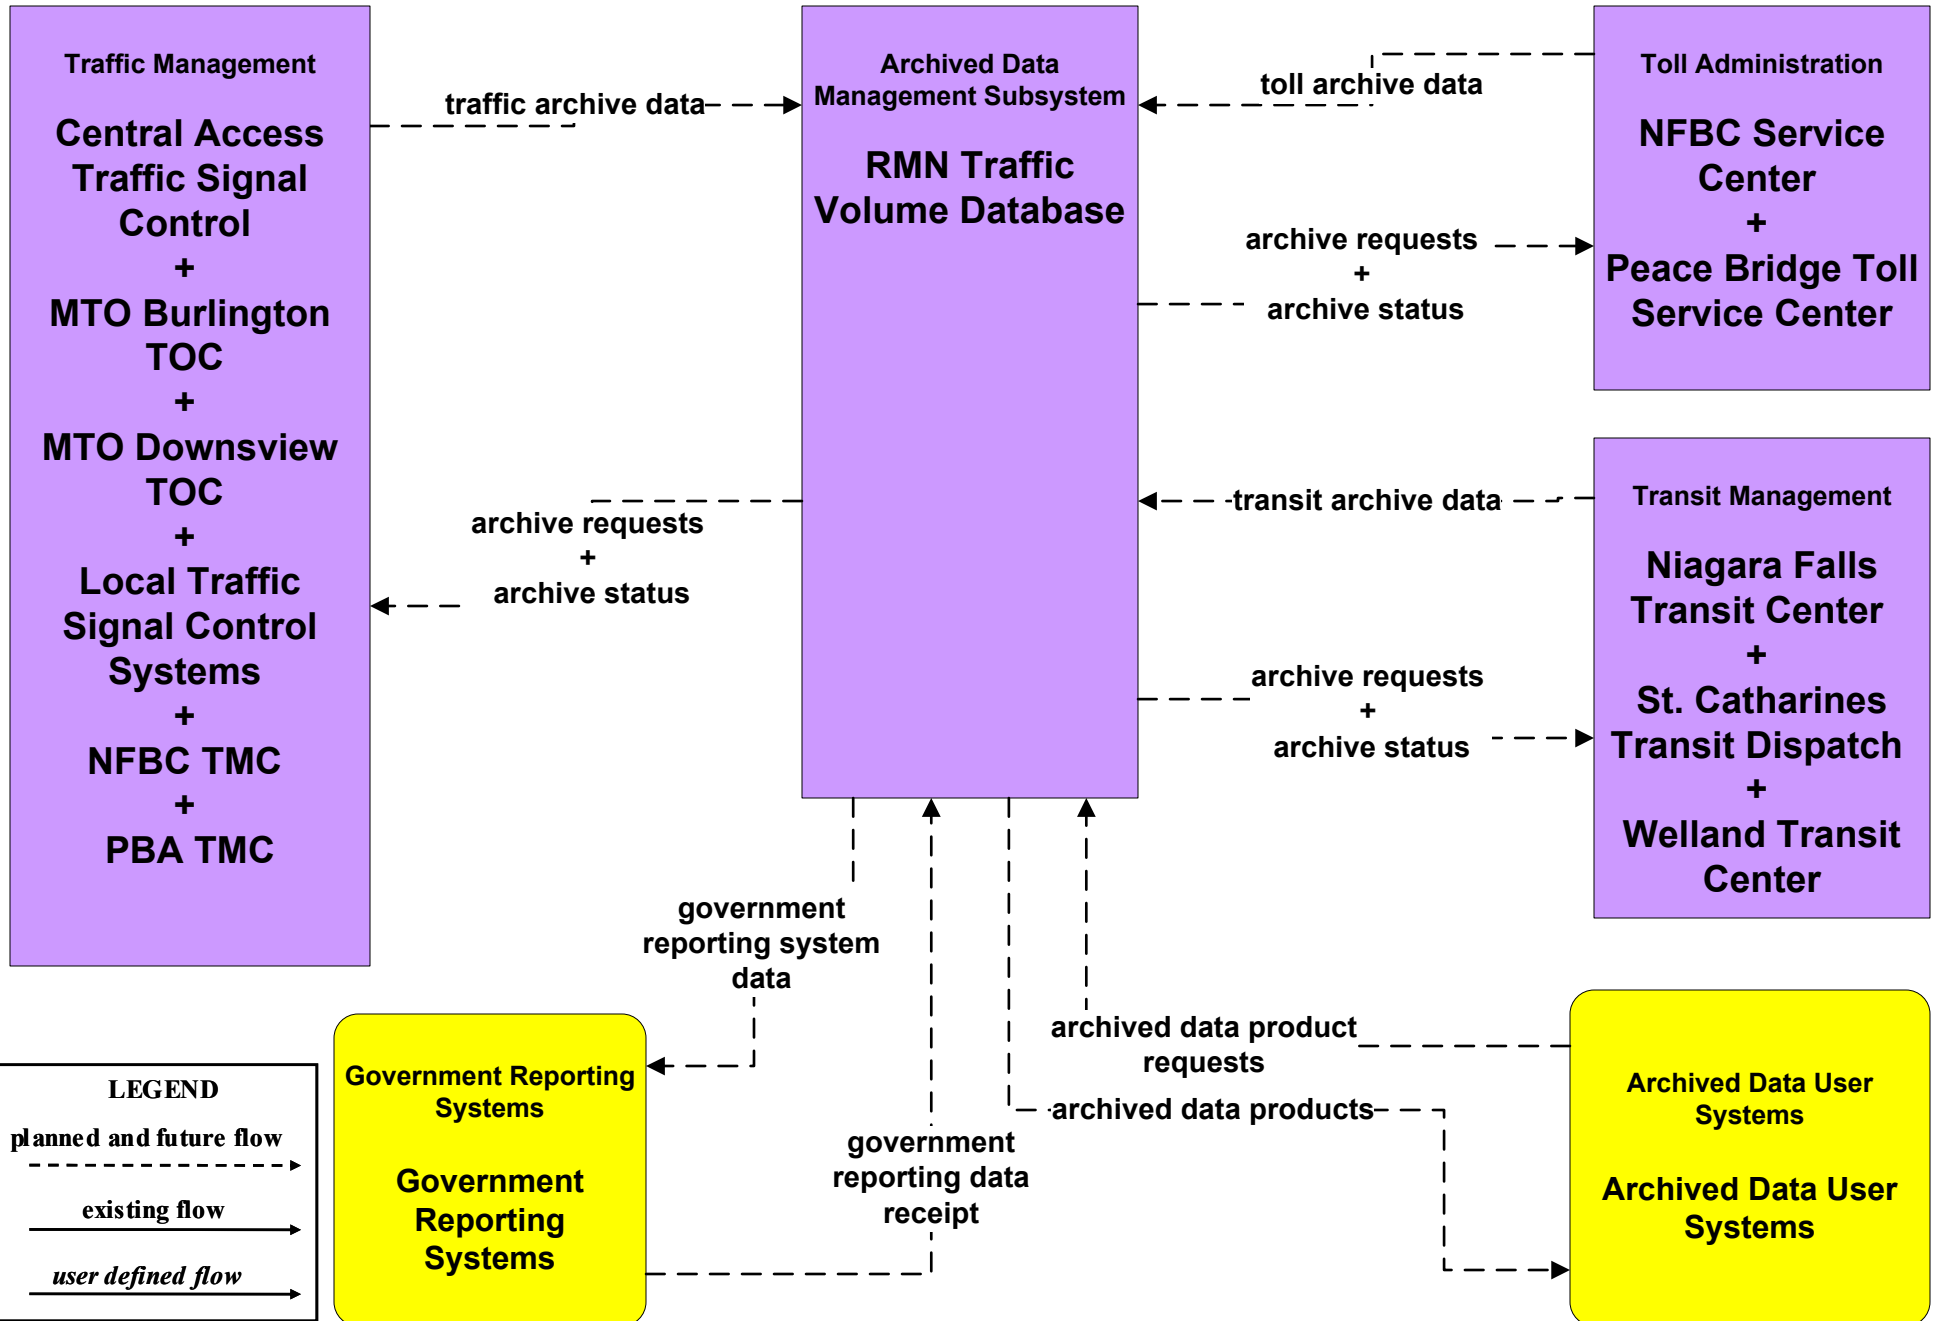 Traffic Management
Central Access
Traffic Signal
Control
+
MTO Burlington
TOC
+
MTO Downsview
TOC
+
Local Traffic
Signal Control
Systems
+
NFBC TMC
+
PBA TMC
traffic archive data
archive requests
+
archive status
Archived Data
Management Subsystem
RMN Traffic
Volume Database
toll archive data
archive requests
+
archive status
Toll Administration
NFBC Service
Center
+
Peace Bridge Toll
Service Center
transit archive data
archive requests
+
archive status
Transit Management
Niagara Falls
Transit Center
+
St. Catharines
Transit Dispatch
+
Welland Transit
Center
government
reporting system
data
government
reporting data
receipt
archived data product
requests
archived data products
Government Reporting
Systems
Government
Reporting
Systems
Archived Data User
Systems
Archived Data User
Systems
LEGEND
planned and future flow
existing flow
user defined flow